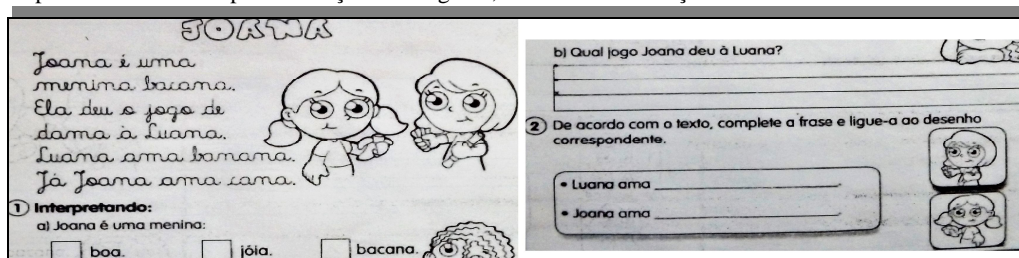 JOANA
Joana é uma
menina bacana.
Ela deu o jogo de
dama à Luana.
Luana ama banana.
Já Joana ama cana.
1 Interpretando:
a) Joana é uma menina:
boa. jóia. bacana.
b) Qual jogo Joana deu à Luana?
2 De acordo com o texto, complete a frase e ligue-a ao desenho
correspondente.
• Luana ama
• Joana ama